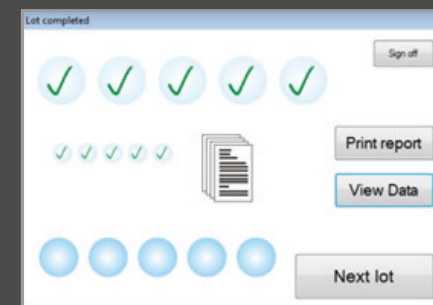 Lot completed
Sign off
Print report
View Data
Next lot